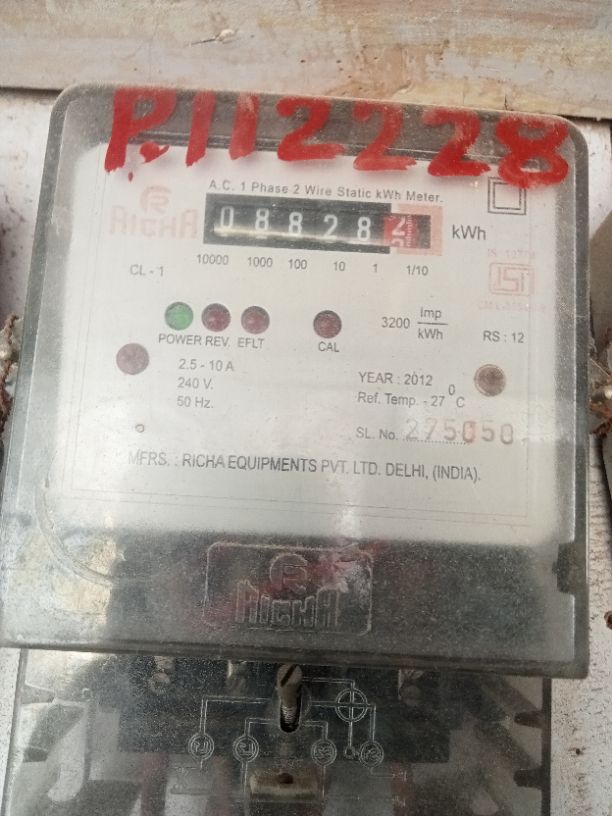 P.112228
A.C. 1 Phase 2 Wire Static kWh Meter.
RICHA
08828 kWh
CL - 1 10000 1000 100 10 1 1/10
3200 Imp/kWh
POWER REV. EFLT CAL RS : 12
2.5 - 10 A
240 V.
50 Hz.
YEAR : 2012
Ref. Temp. - 27 0 C
SL. No. 275050
MFRS. : RICHA EQUIPMENTS PVT. LTD. DELHI, (INDIA).
RICHA